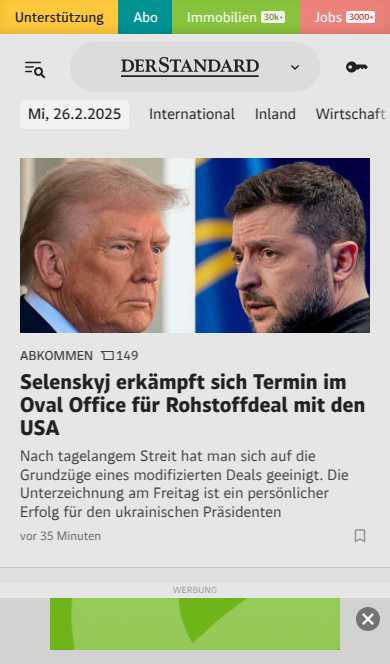 Unterstützung Abo Immobilien 30k+ Jobs 3000+
DERSTANDARD
Mi, 26.2.2025 International Inland Wirtschaft
ABKOMMEN 149
Selenskyj erkämpft sich Termin im
Oval Office für Rohstoffdeal mit den
USA
Nach tagelangem Streit hat man sich auf die
Grundzüge eines modifizierten Deals geeinigt. Die
Unterzeichnung am Freitag ist ein persönlicher
Erfolg für den ukrainischen Präsidenten
vor 35 Minuten
WERBUNG